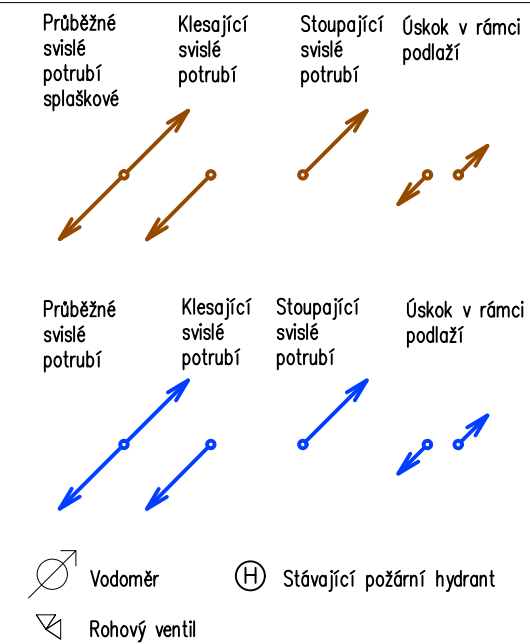 Průběžné
svislé
potrubí
splaškové
Klesající
svislé
potrubí
Stoupající
svislé
potrubí
Úskok v rámci
podlaží
Průběžné
svislé
potrubí
Klesající
svislé
potrubí
Stoupající
svislé
potrubí
Úskok v rámci
podlaží
Vodoměr
H Stávající požární hydrant
Rohový ventil